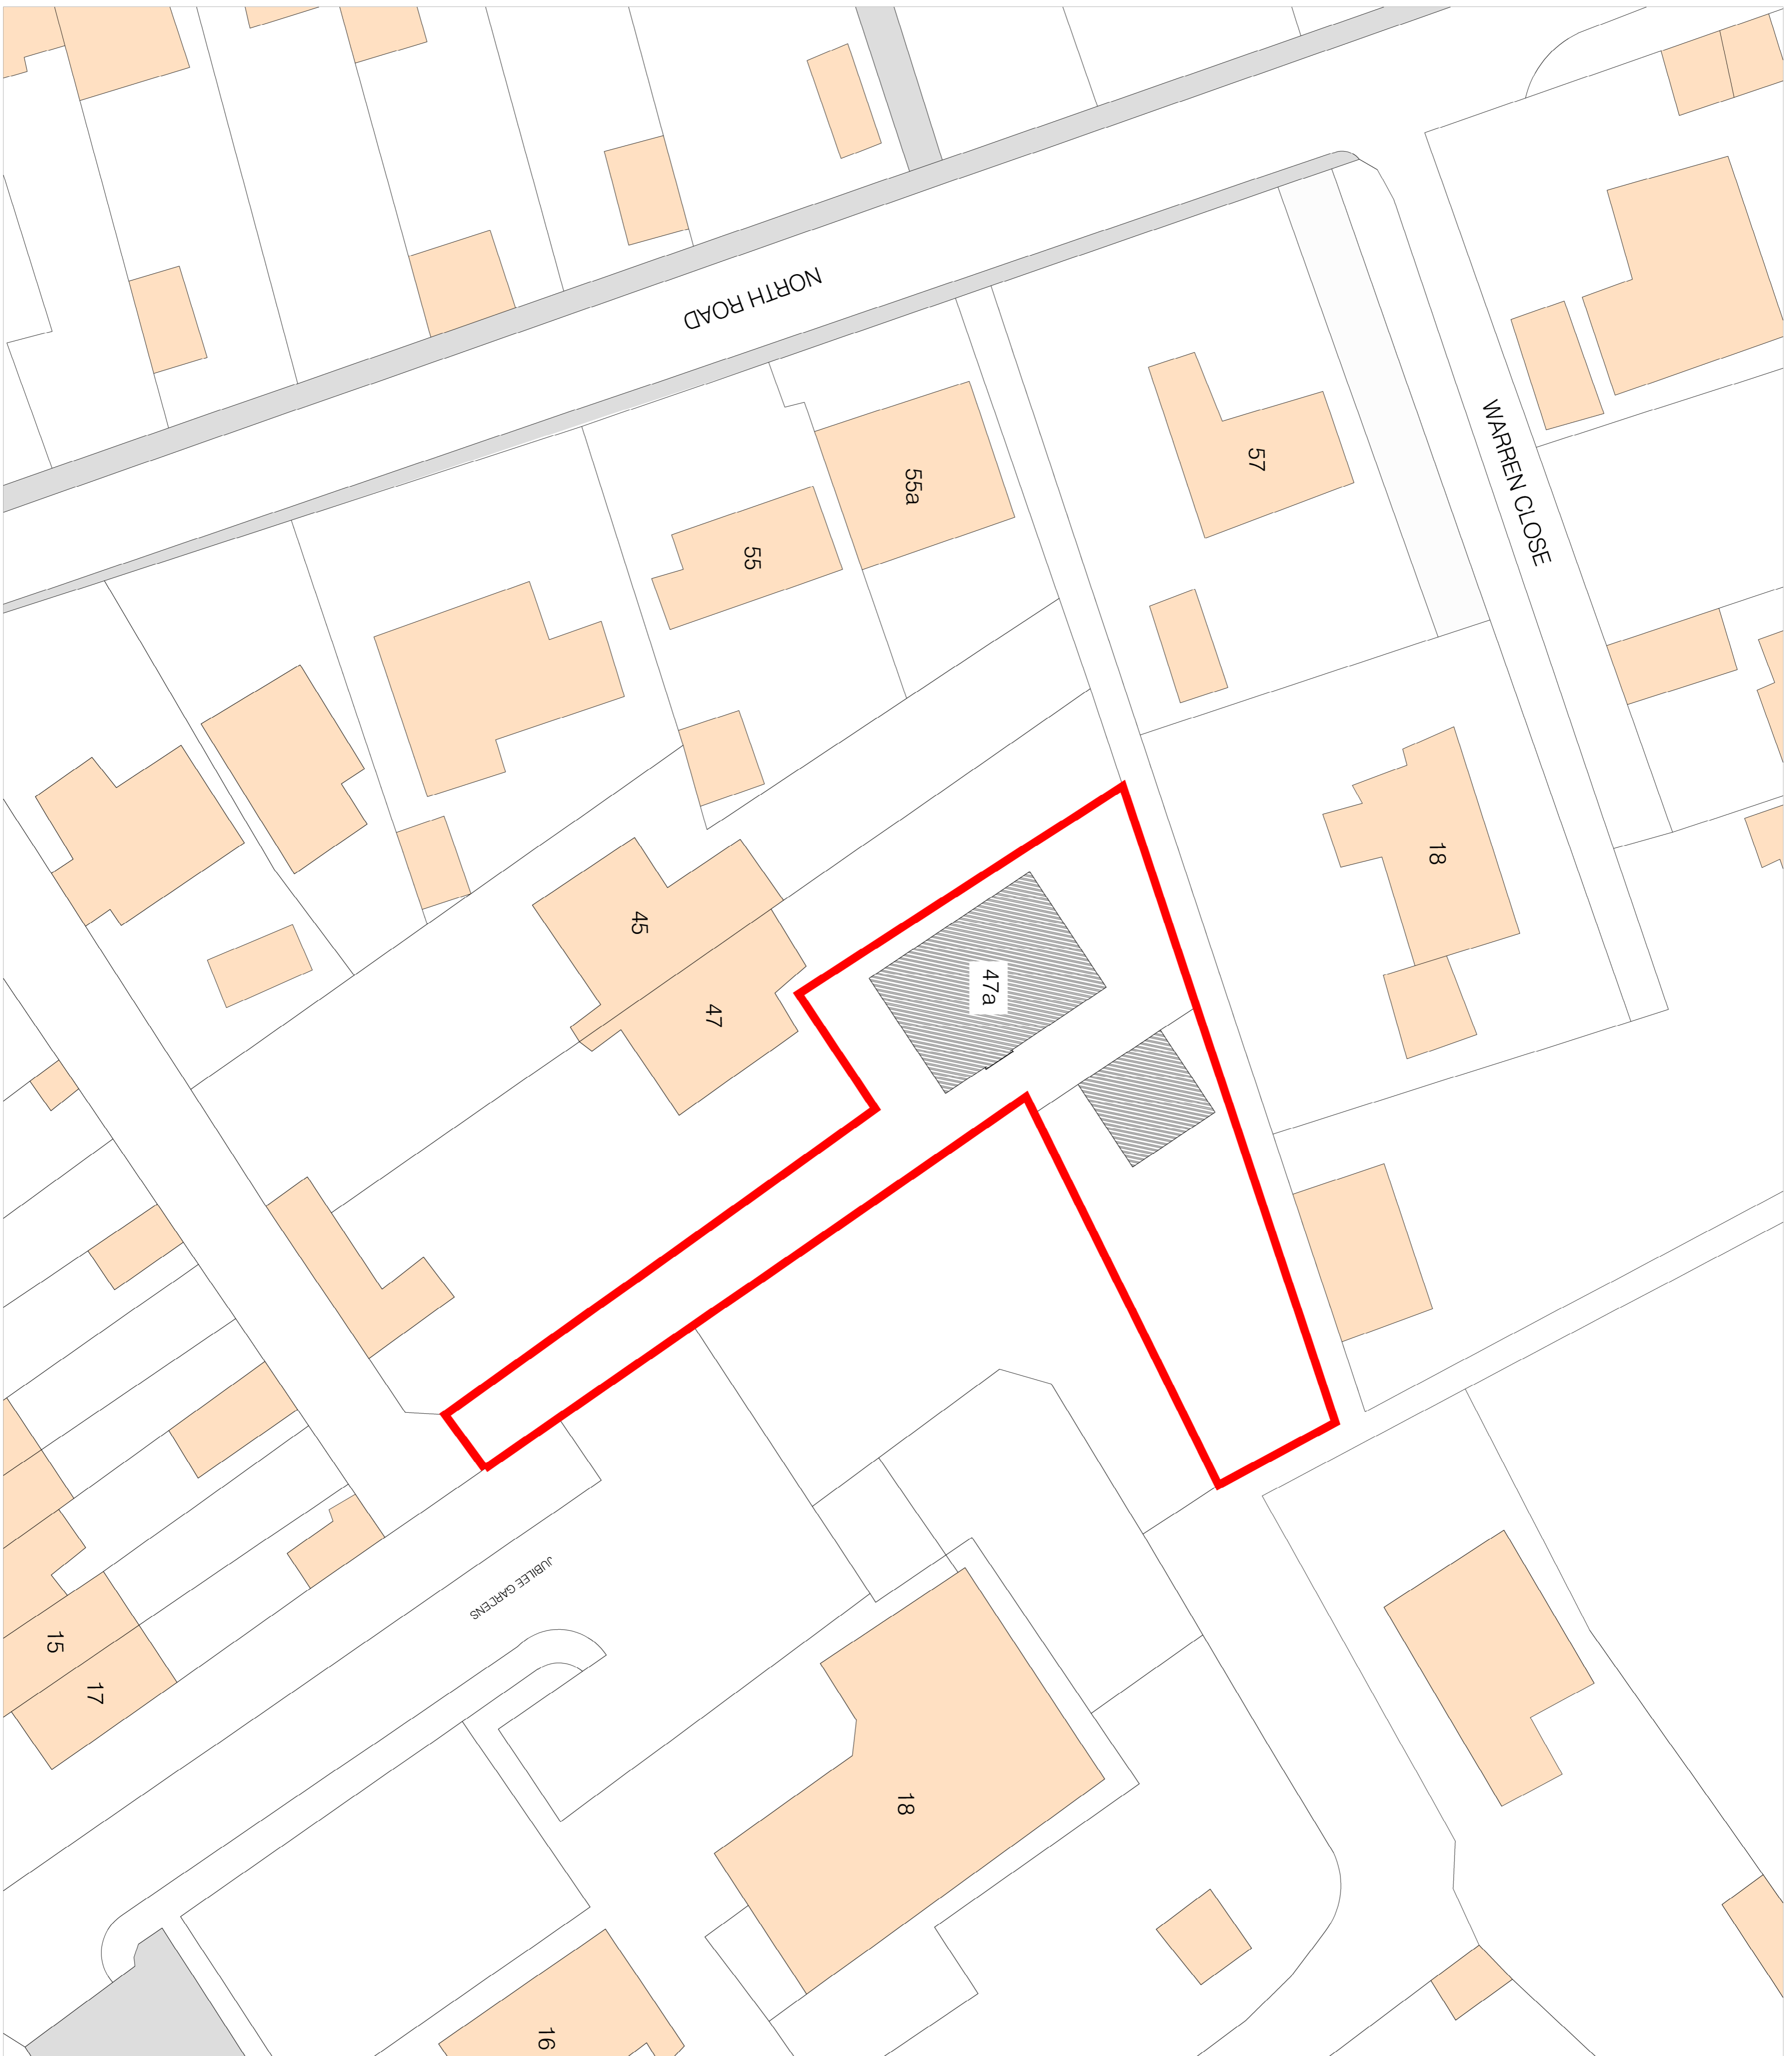 NORTH ROAD
WARREN CLOSE
57
55a
55
18
45
47a
47
JUBILEE GARDENS
15
17
18
16